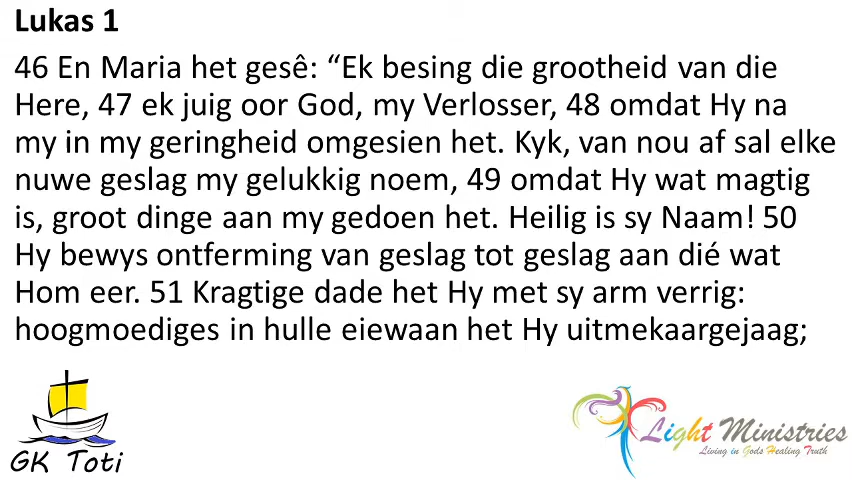 Lukas 1
46 En Maria het gesê: “Ek besing die grootheid van die
Here, 47 ek juig oor God, my Verlosser, 48 omdat Hy na
my in my geringheid omgesien het. Kyk, van nou af sal elke
nuwe geslag my gelukkig noem, 49 omdat Hy wat magtig
is, groot dinge aan my gedoen het. Heilig is sy Naam! 50
Hy bewys ontferming van geslag tot geslag aan dié wat
Hom eer. 51 Kragtige dade het Hy met sy arm verrig:
hoogmoediges in hulle eiewaan het Hy uitmekaargejaag;
GK Toti
Light Ministries
Living in Gods Healing Truth